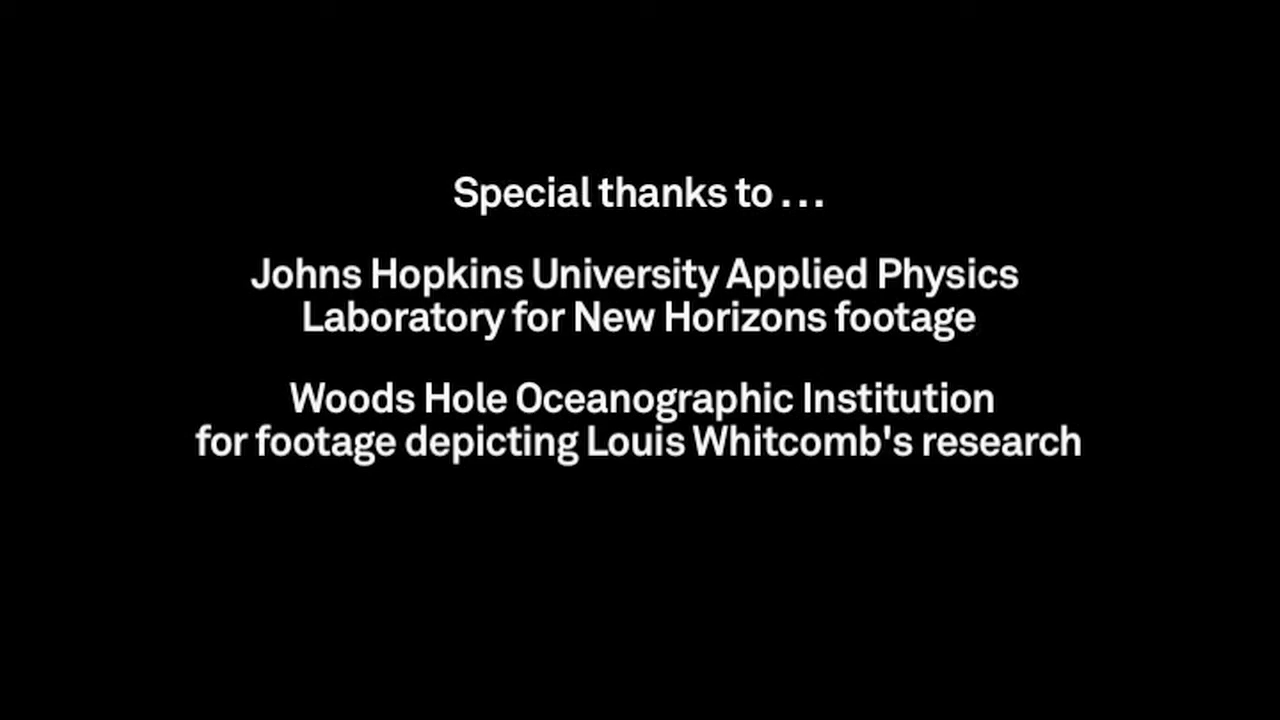 Special thanks to ...
Johns Hopkins University Applied Physics
Laboratory for New Horizons footage
Woods Hole Oceanographic Institution
for footage depicting Louis Whitcomb's research